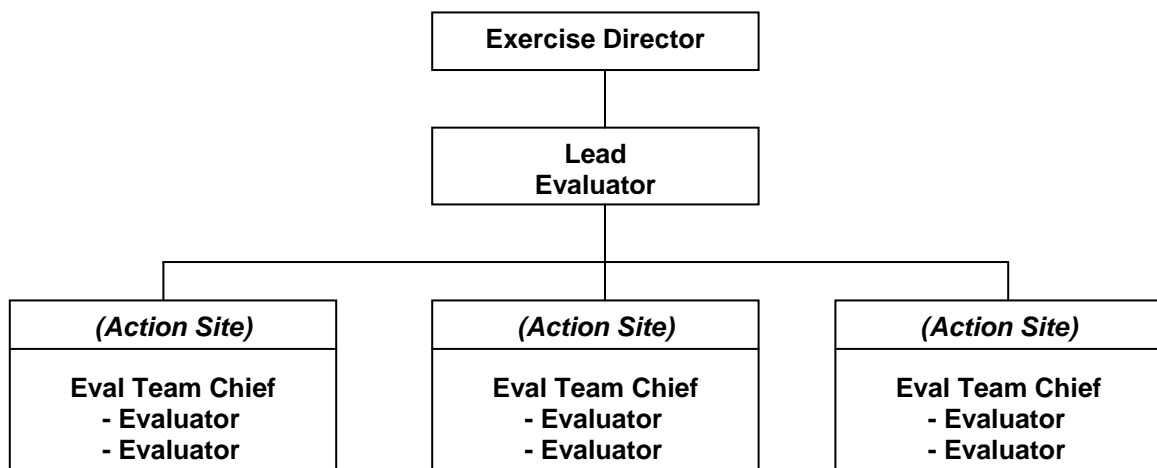 Exercise Director
Lead
Evaluator
(Action Site)
Eval Team Chief
- Evaluator
- Evaluator
(Action Site)
Eval Team Chief
- Evaluator
- Evaluator
(Action Site)
Eval Team Chief
- Evaluator
- Evaluator